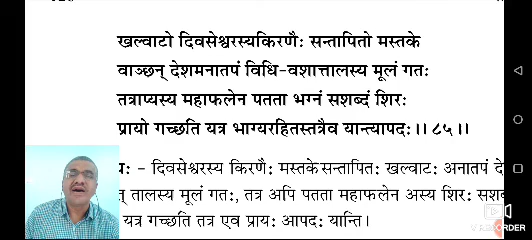 खल्वाटो दिवसेश्वरस्यकिरणैः सन्तापितो मस्तके
वाञ्छन् देशमनातपं विधि-वशात्तालस्य मूलं गतः
तत्राप्यस्य महाफलेन पतता भग्नं सशब्दं शिरः
प्रायो गच्छति यत्र भाग्यरहितस्तत्रैव यान्त्यापदः।। ८५।।
यः – दिवसेश्वरस्य किरणैः मस्तके सन्तापितः खल्वाटः अनातपं दे
त् तालस्य मूलं गतः, तत्र अपि पतता महाफलेन अस्य शिरः सशब
यत्र गच्छति तत्र एव प्रायः आपदः यान्ति।